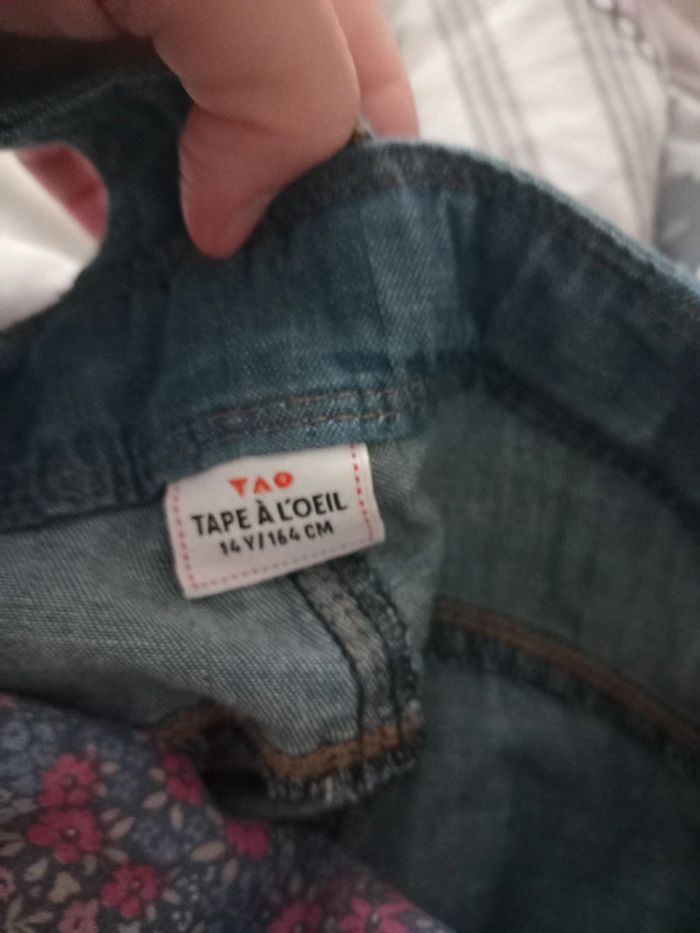 TAO
TAPE À L'OEIL
14Y/164 CM